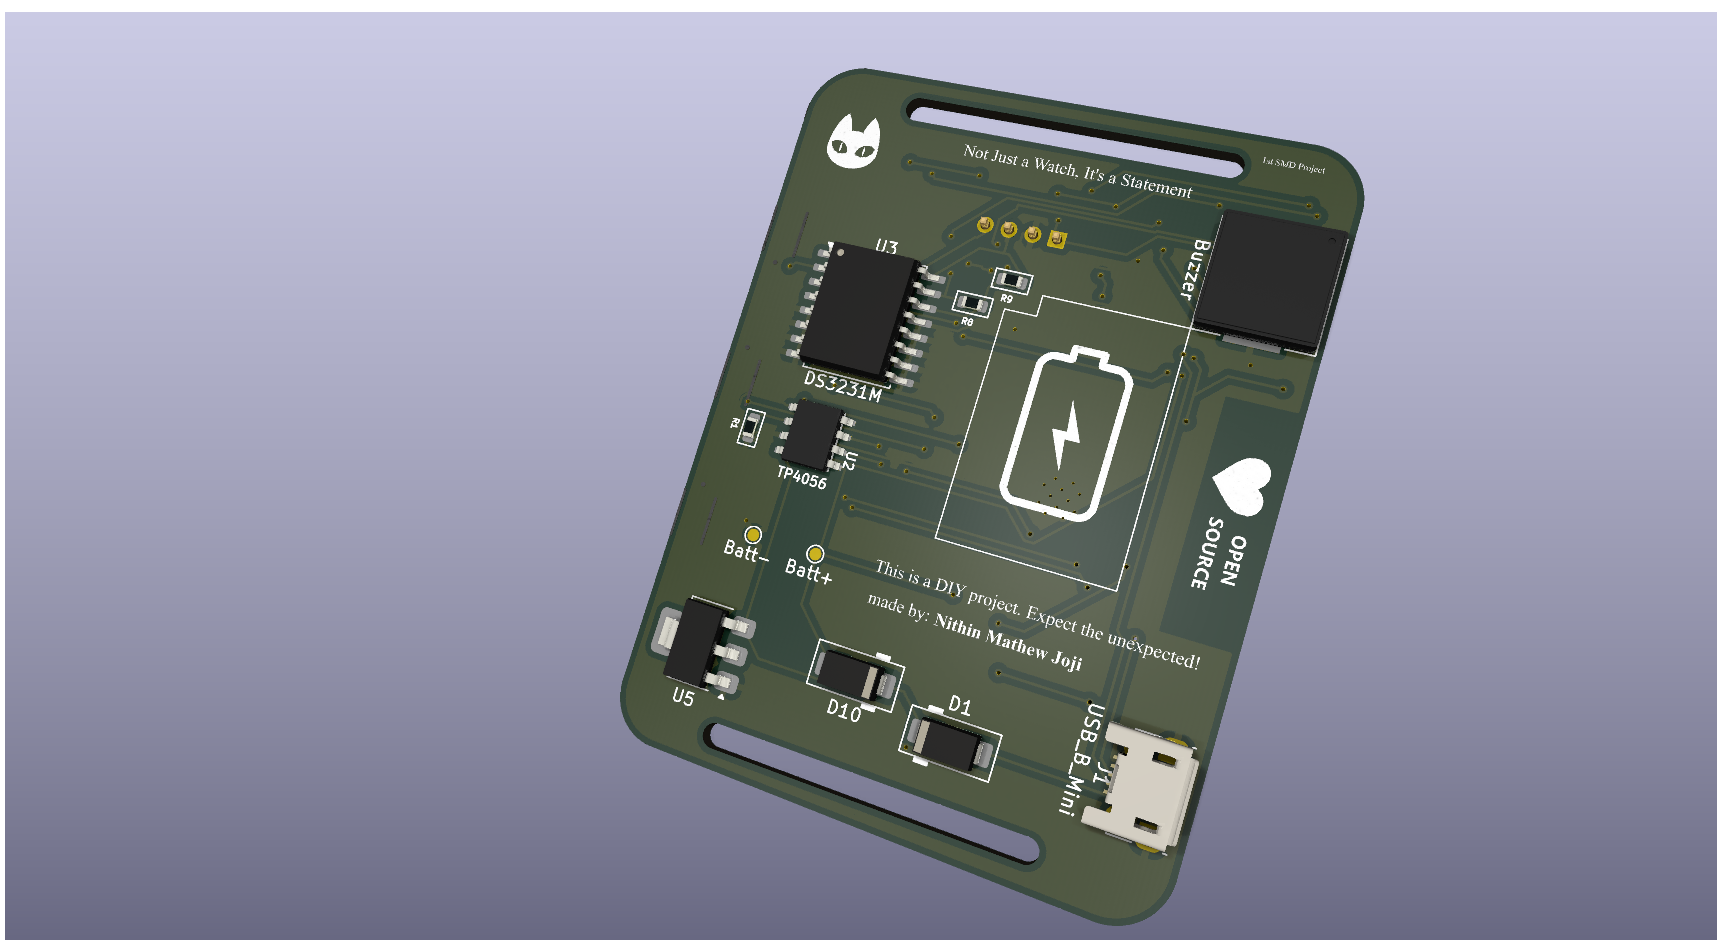 Not Just a Watch, It's a Statement
1st SMD Project
U3
Buzzer
R9
R8
DS3231M
R1
U2
TP4056
OPEN
SOURCE
Batt-
Batt+
This is a DIY project. Expect the unexpected!
made by: Nithin Mathew Joji
U5
D10
D1
J1
USB_B_Mini